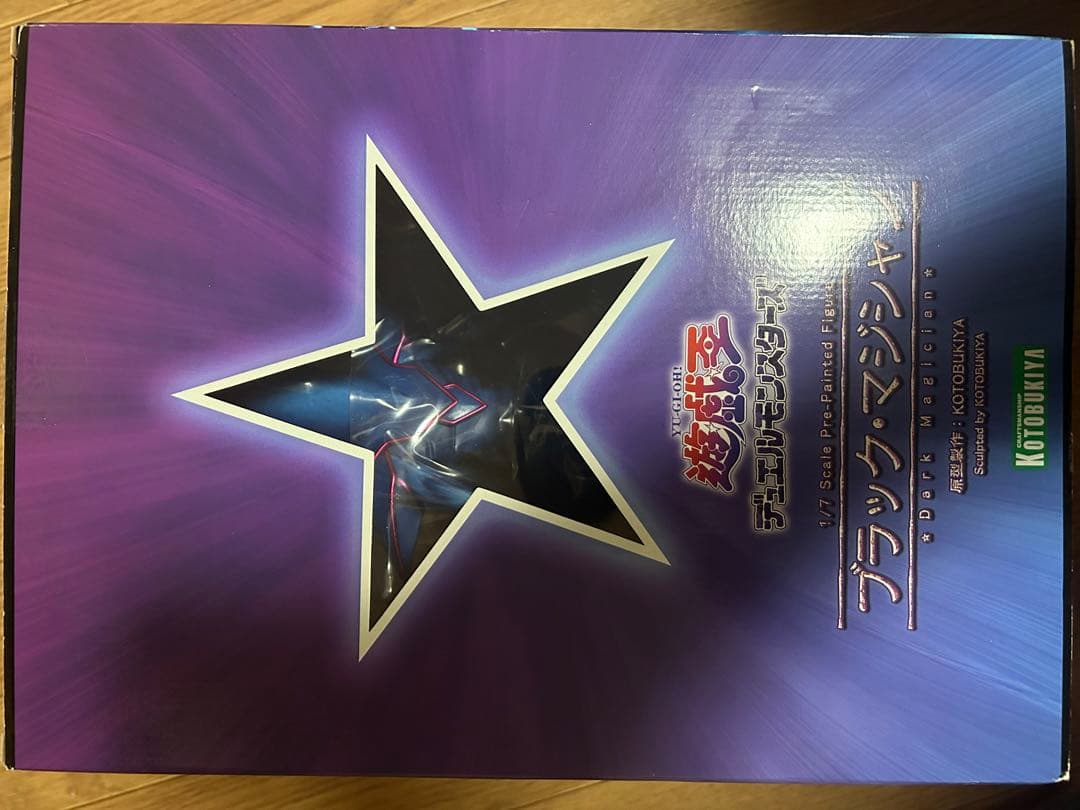 YU-GI-OH!
遊戯王
デュエルモンスターズ
1/7 Scale Pre-Painted Figure
ブラック・マジシャン
★Dark Magician★
原型製作：KOTOBUKIYA
Sculpted by KOTOBUKIYA
CRAFTSMANSHIP
KOTOBUKIYA